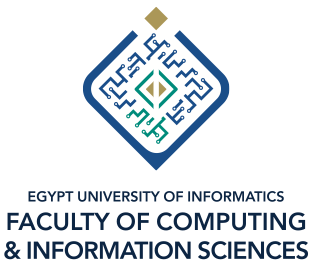 EGYPT UNIVERSITY OF INFORMATICS
FACULTY OF COMPUTING
& INFORMATION SCIENCES